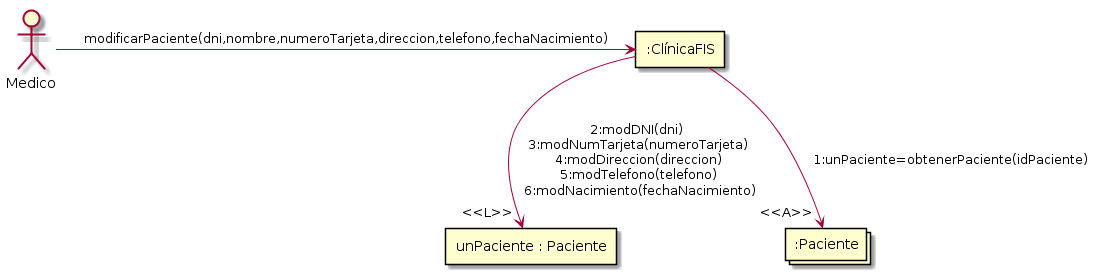 modificarPaciente(dni,nombre,numeroTarjeta,direccion,telefono,fechaNacimiento)
:ClínicaFIS
Medico
2:modDNI(dni)
3:modNumTarjeta(numeroTarjeta)
4:modDireccion(direccion)
5:modTelefono(telefono)
6:modNacimiento(fechaNacimiento)
1:unPaciente=obtenerPaciente(idPaciente)
<<L>>
<<A>>
unPaciente : Paciente
:Paciente